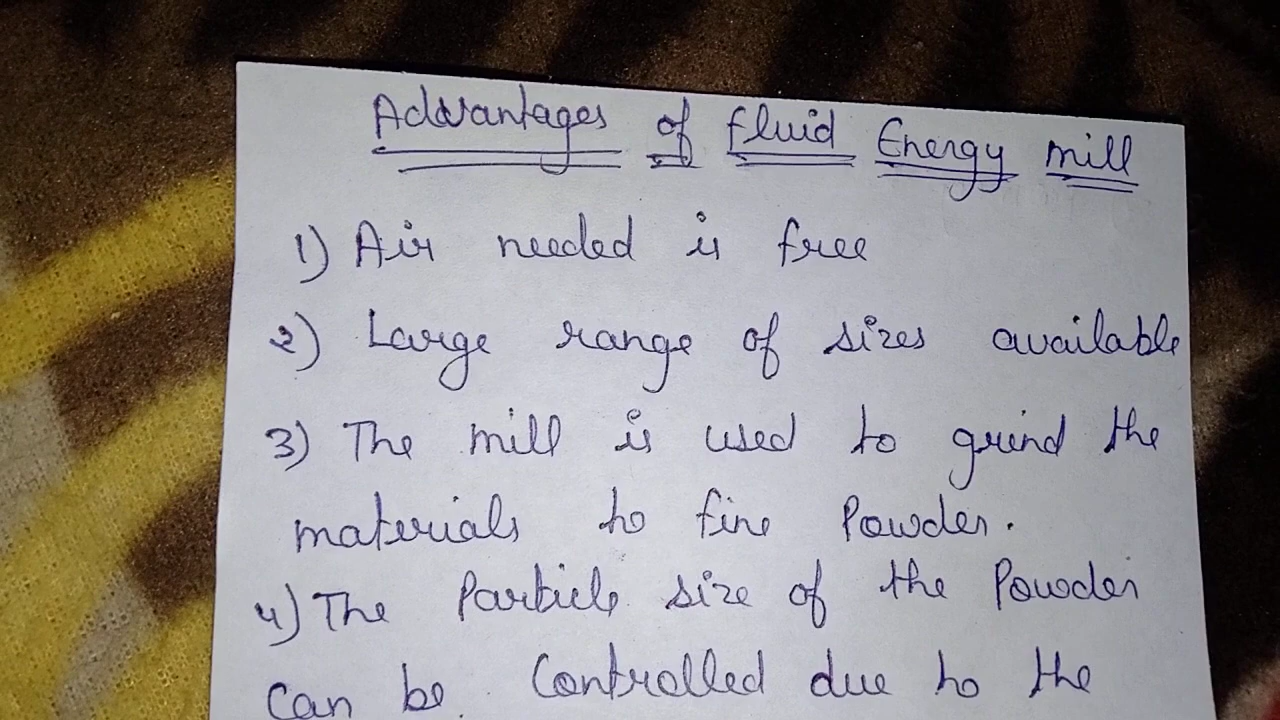 Advantages of fluid Energy mill
1) Air needed is free
2) Large range of sizes available
3) The mill is used to grind the
materials to fine Powder.
4) The Particle size of the Powder
can be. Controlled due to the